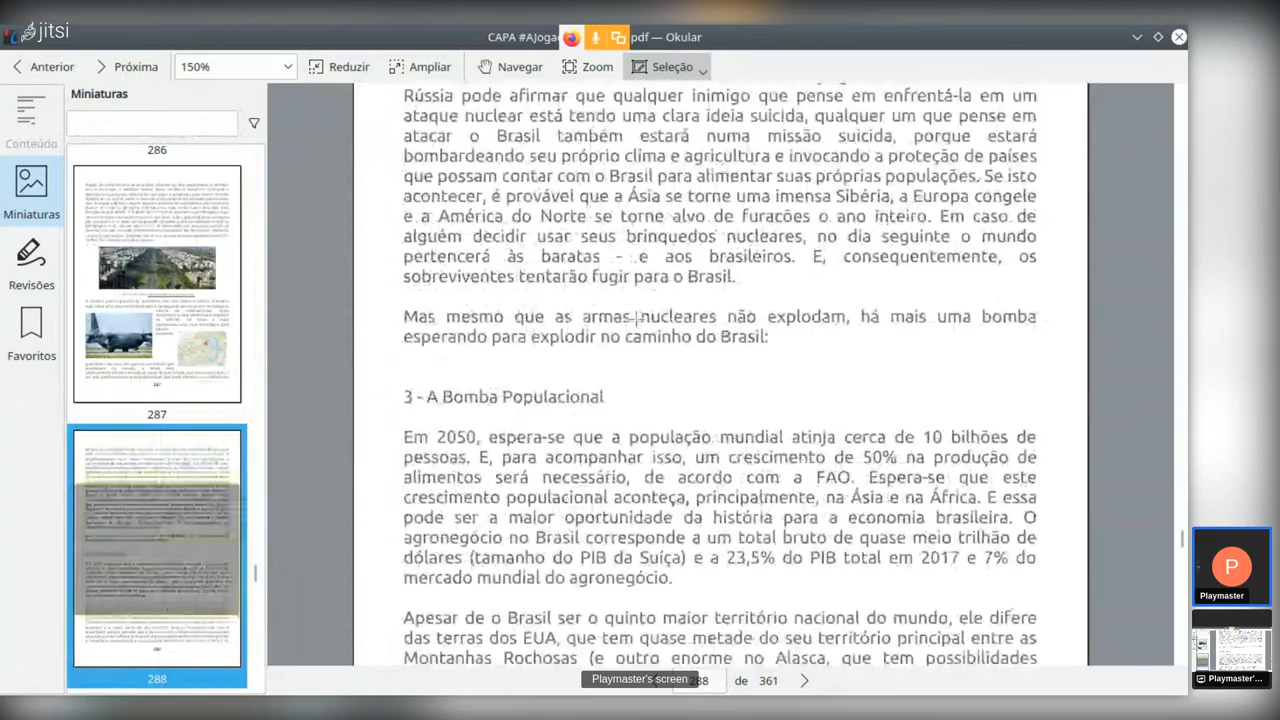 jitsi
CAPA #AJoga
pdf — Okular
Anterior
Próxima
150%
Reduzir
Ampliar
Navegar
Zoom
Seleção
Conteúdo
Miniaturas
Revisões
Favoritos
Miniaturas
286
287
288
Rússia pode afirmar que qualquer inimigo que pense em enfrentá-la em um
ataque nuclear está tendo uma clara ideia suicida, qualquer um que pense em
atacar o Brasil também estará numa missão suicida, porque estará
bombardeando seu próprio clima e agricultura e invocando a proteção de países
que possam contar com o Brasil para alimentar suas próprias populações. Se isto
acontecer, é provável que a Ásia se torne uma imensa Sibéria, a Europa congele
e a América do Norte se torne alvo de furacões o ano inteiro. Em caso de
alguém decidir usar seus brinquedos nucleares, no dia seguinte o mundo
pertencerá às baratas - e aos brasileiros. E, consequentemente, os
sobreviventes tentarão fugir para o Brasil.
Mas mesmo que as armas nucleares não explodam, há mais uma bomba
esperando para explodir no caminho do Brasil:
3 - A Bomba Populacional
Em 2050, espera-se que a população mundial atinja cerca de 10 bilhões de
pessoas. E, para acompanhar isso, um crescimento de 50% na produção de
alimentos será necessário, de acordo com a FAO. Espera-se que este
crescimento populacional aconteça, principalmente, na Ásia e na África. E essa
pode ser a maior oportunidade da história para a economia brasileira. O
agronegócio no Brasil corresponde a um total bruto de quase meio trilhão de
dólares (tamanho do PIB da Suíça) e a 23,5% do PIB total em 2017 e 7% do
mercado mundial do agronegócio.
Apesar de o Brasil ser o quinto maior território nacional do mundo, ele difere
das terras dos EUA, que tem quase metade do seu território principal entre as
Montanhas Rochosas (e outro enorme no Alasca, que tem possibilidades
Playmaster's screen
288
de
361
P
Playmaster
Playmaster'...